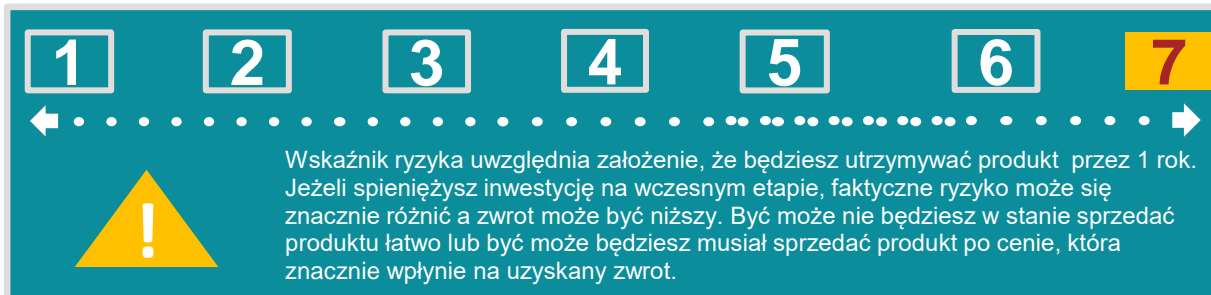 1 2 3 4 5 6 7
Wskaźnik ryzyka uwzględnia założenie, że będziesz utrzymywać produkt  przez 1 rok.
Jeżeli spieniężysz inwestycję na wczesnym etapie, faktyczne ryzyko może się
znacznie różnić a zwrot może być niższy. Być może nie będziesz w stanie sprzedać
produktu łatwo lub być może będziesz musiał sprzedać produkt po cenie, która
znacznie wpłynie na uzyskany zwrot.
!